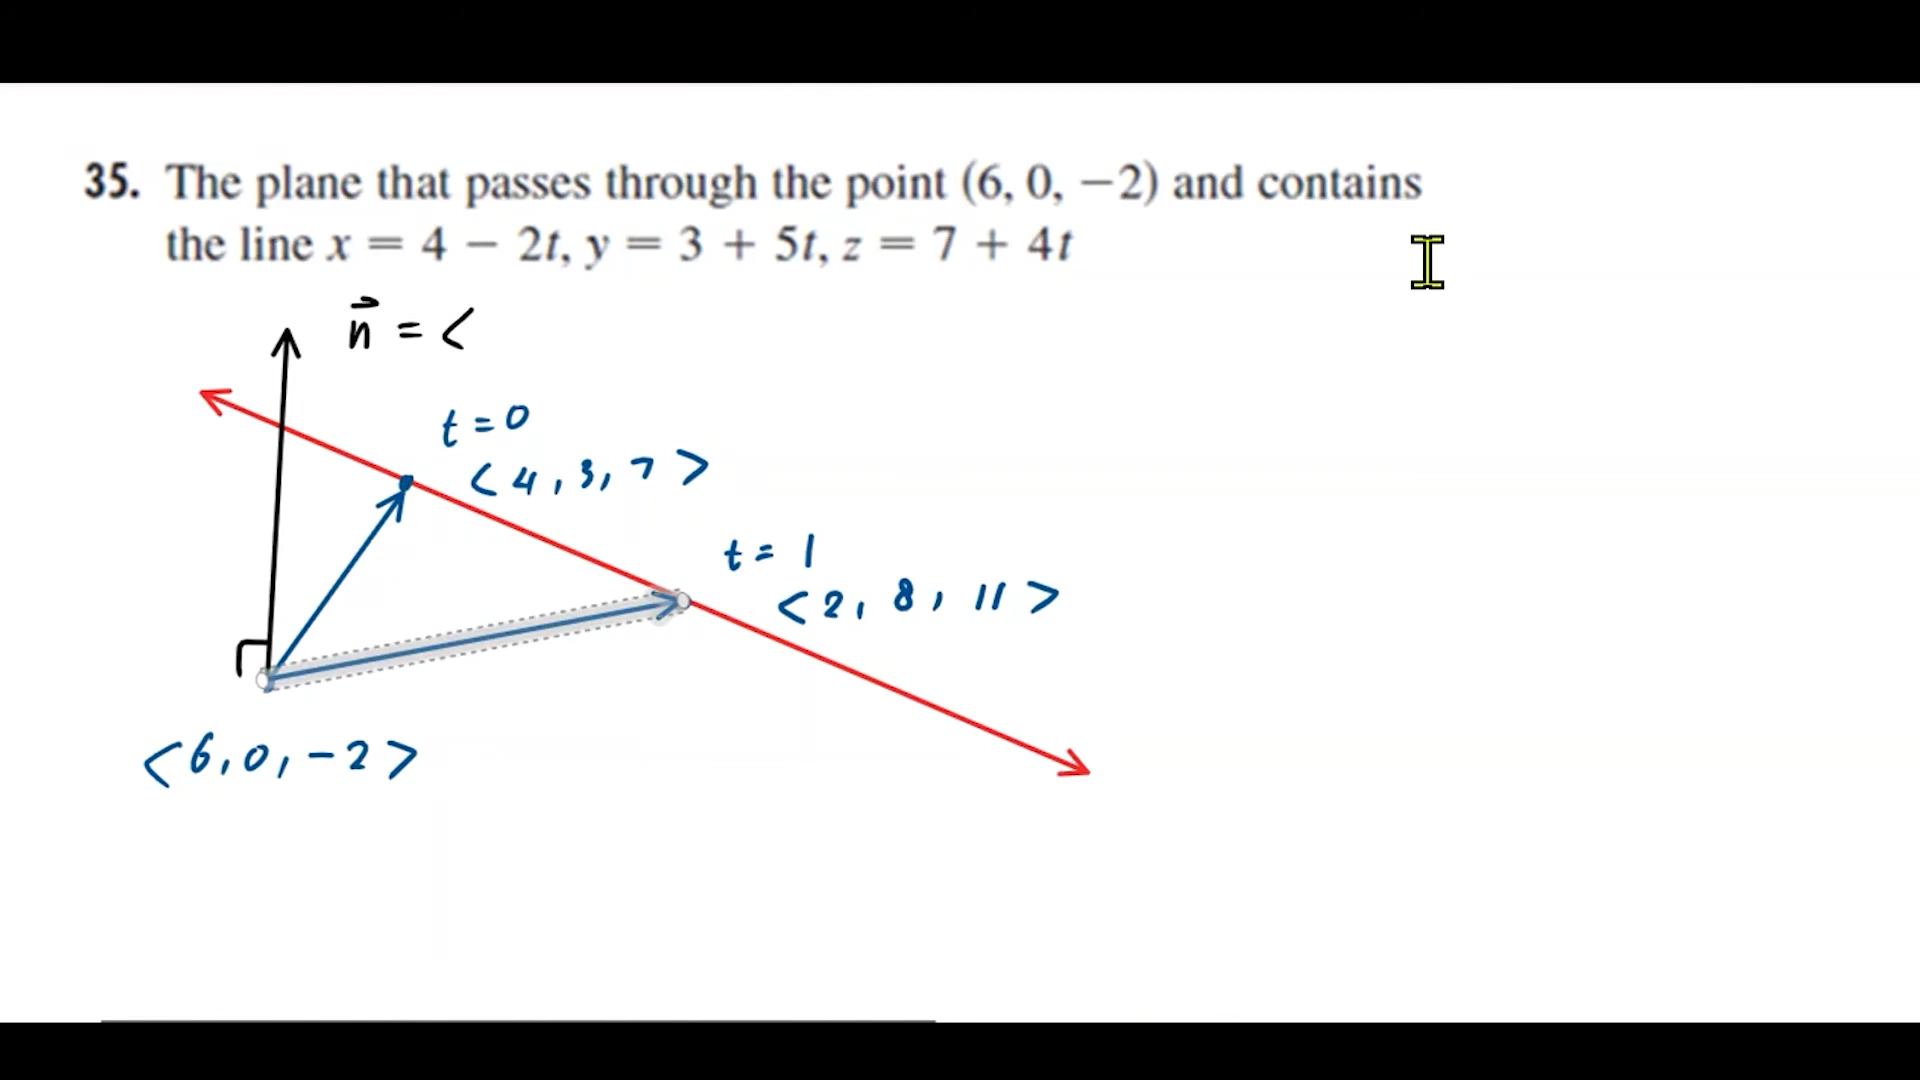 35. The plane that passes through the point (6, 0, −2) and contains
the line x = 4 − 2t, y = 3 + 5t, z = 7 + 4t
n⃗ = <
t = 0
< 4, 3, 7 >
t = 1
< 2, 8, 11 >
< 6, 0, -2 >